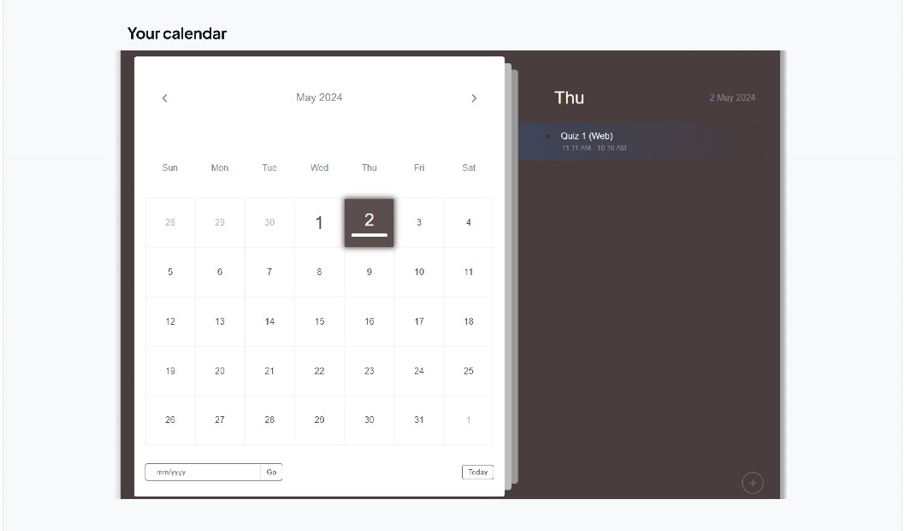 Your calendar
May 2024
Sun Mon Tue Wed Thu Fri Sat
28 29 30 1 2 3 4
5 6 7 8 9 10 11
12 13 14 15 16 17 18
19 20 21 22 23 24 25
26 27 28 29 30 31 1
mm/yyyy Go Today
Thu 2 May 2024
Quiz 1 (Web)
11:11 AM - 10:10 AM